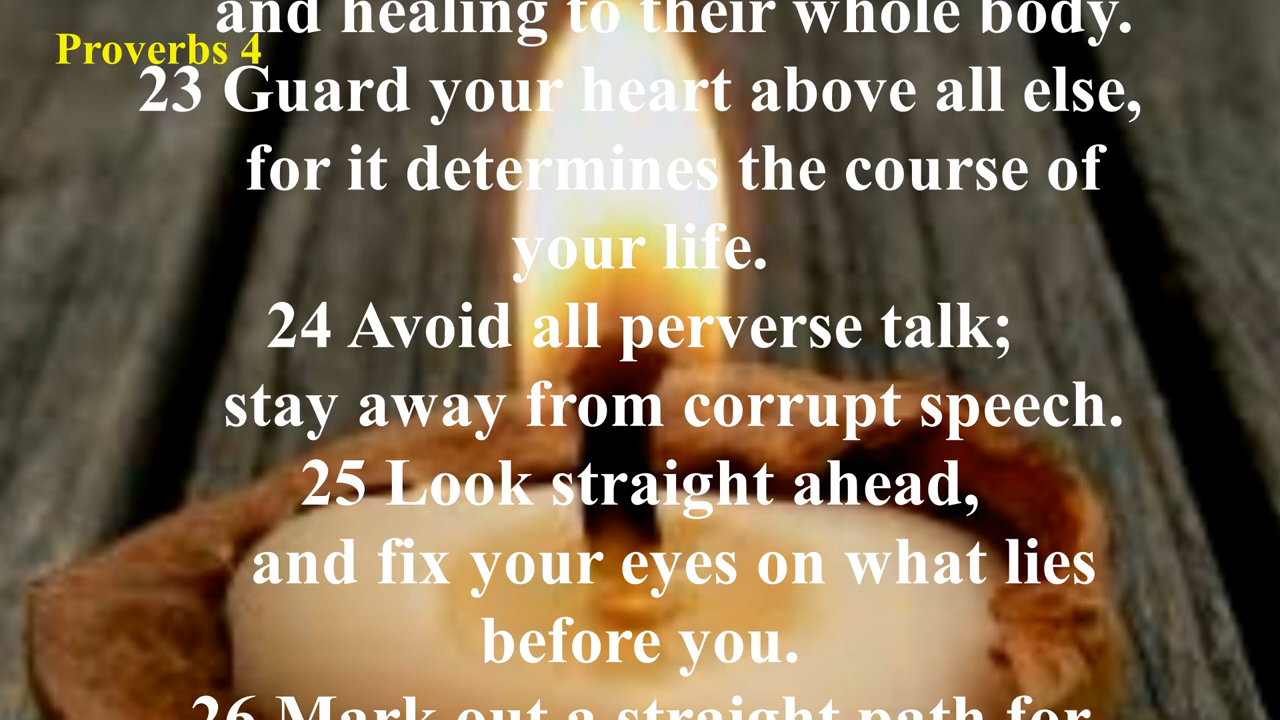 and healing to their whole body.
Proverbs 4
23 Guard your heart above all else,
for it determines the course of
your life.
24 Avoid all perverse talk;
stay away from corrupt speech.
25 Look straight ahead,
and fix your eyes on what lies
before you.
26 Mark out a straight path for